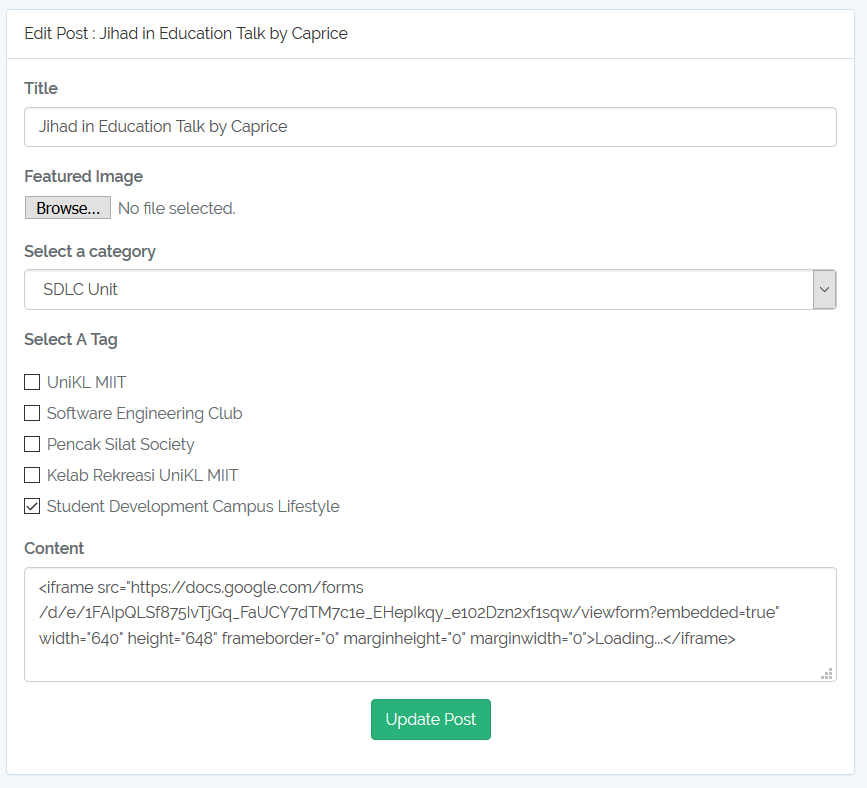 Edit Post : Jihad in Education Talk by Caprice
Title
Jihad in Education Talk by Caprice
Featured Image
Browse... No file selected.
Select a category
SDLC Unit
Select A Tag
UniKL MIIT
Software Engineering Club
Pencak Silat Society
Kelab Rekreasi UniKL MIIT
Student Development Campus Lifestyle
Content
<iframe src="https://docs.google.com/forms
/d/e/1FAIpQLSf875IvTjGq_FaUCY7dTM7c1e_EHepIkqy_e102Dzn2xf1sqw/viewform?embedded=true"
width="640" height="648" frameborder="0" marginheight="0" marginwidth="0">Loading...</iframe>
Update Post